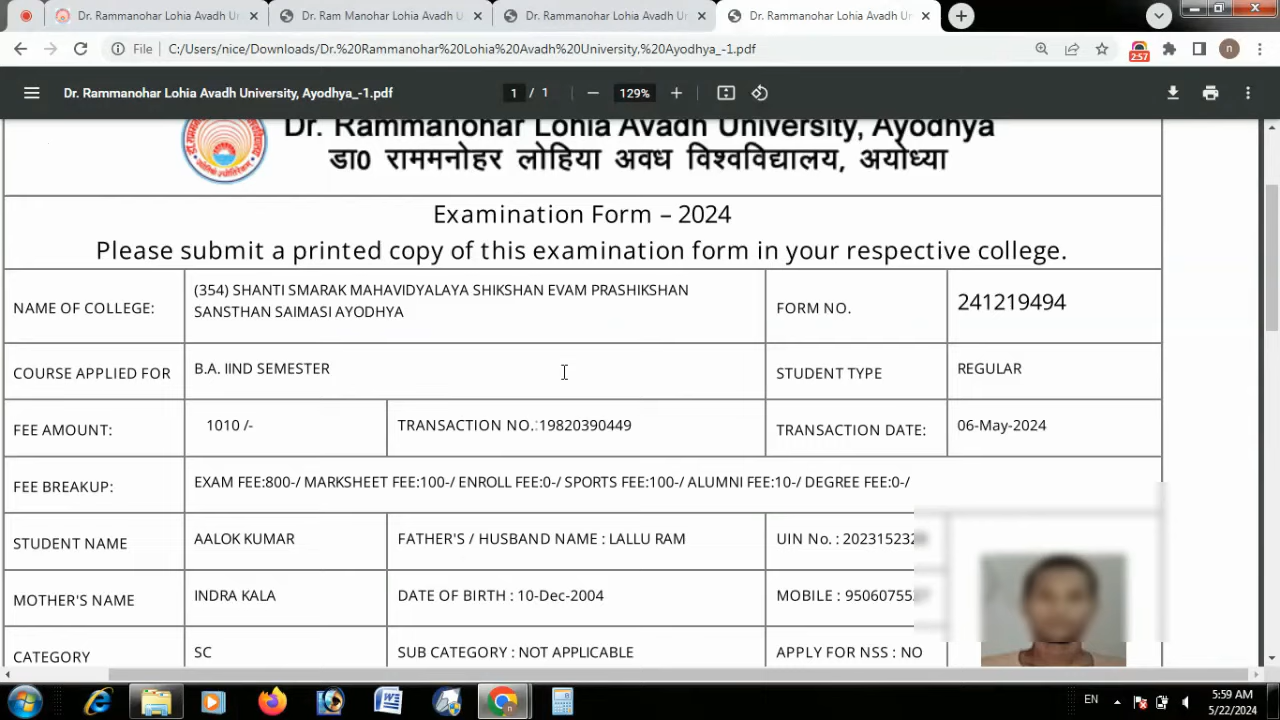 Dr. Rammanohar Lohia Avadh U
Dr. Ram Manohar Lohia Avadh U
Dr. Rammanohar Lohia Avadh Ur
Dr. Rammanohar Lohia Avadh Ur
File C:/Users/nice/Downloads/Dr.%20Rammanohar%20Lohia%20Avadh%20University,%20Ayodhya_-1.pdf
2:57
n
Dr. Rammanohar Lohia Avadh University, Ayodhya_-1.pdf
1 / 1
129%
Dr. Rammanohar Lohia Avadh University, Ayodhya
डा0 राममनोहर लोहिया अवध विश्वविद्यालय, अयोध्या
Examination Form – 2024
Please submit a printed copy of this examination form in your respective college.
NAME OF COLLEGE: (354) SHANTI SMARAK MAHAVIDYALAYA SHIKSHAN EVAM PRASHIKSHAN
SANSTHAN SAIMASI AYODHYA
FORM NO. 241219494
COURSE APPLIED FOR B.A. IIND SEMESTER STUDENT TYPE REGULAR
FEE AMOUNT: 1010 /- TRANSACTION NO.:19820390449 TRANSACTION DATE: 06-May-2024
FEE BREAKUP: EXAM FEE:800-/ MARKSHEET FEE:100-/ ENROLL FEE:0-/ SPORTS FEE:100-/ ALUMNI FEE:10-/ DEGREE FEE:0-/
STUDENT NAME AALOK KUMAR FATHER'S / HUSBAND NAME : LALLU RAM UIN No. :
MOTHER'S NAME INDRA KALA DATE OF BIRTH : 10-Dec-2004 MOBILE :
CATEGORY SC SUB CATEGORY : NOT APPLICABLE APPLY FOR NSS : NO
EN
5:59 AM
5/22/2024